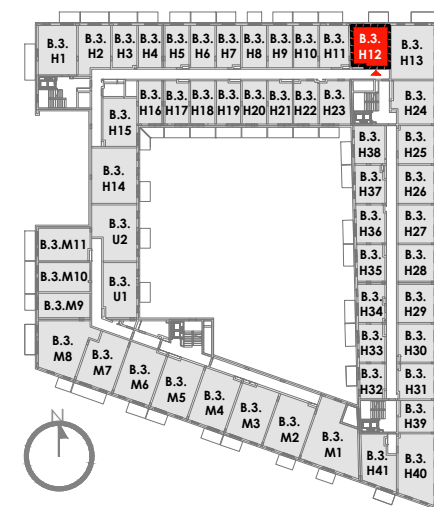 B.3. H1
B.3. H2
B.3. H3
B.3. H4
B.3. H5
B.3. H6
B.3. H7
B.3. H8
B.3. H9
B.3. H10
B.3. H11
B.3. H12
B.3. H13
B.3. H15
B.3. H16
B.3. H17
B.3. H18
B.3. H19
B.3. H20
B.3. H21
B.3. H22
B.3. H23
B.3. H24
B.3. H38
B.3. H25
B.3. H14
B.3. H37
B.3. H26
B.3. U2
B.3. H36
B.3. H27
B.3.M11
B.3. H35
B.3. H28
B.3.M10
B.3. U1
B.3. H34
B.3. H29
B.3.M9
B.3. H33
B.3. H30
B.3. M8
B.3. M7
B.3. M6
B.3. M5
B.3. M4
B.3. M3
B.3. M2
B.3. M1
B.3. H32
B.3. H31
B.3. H39
B.3. H41
B.3. H40
N